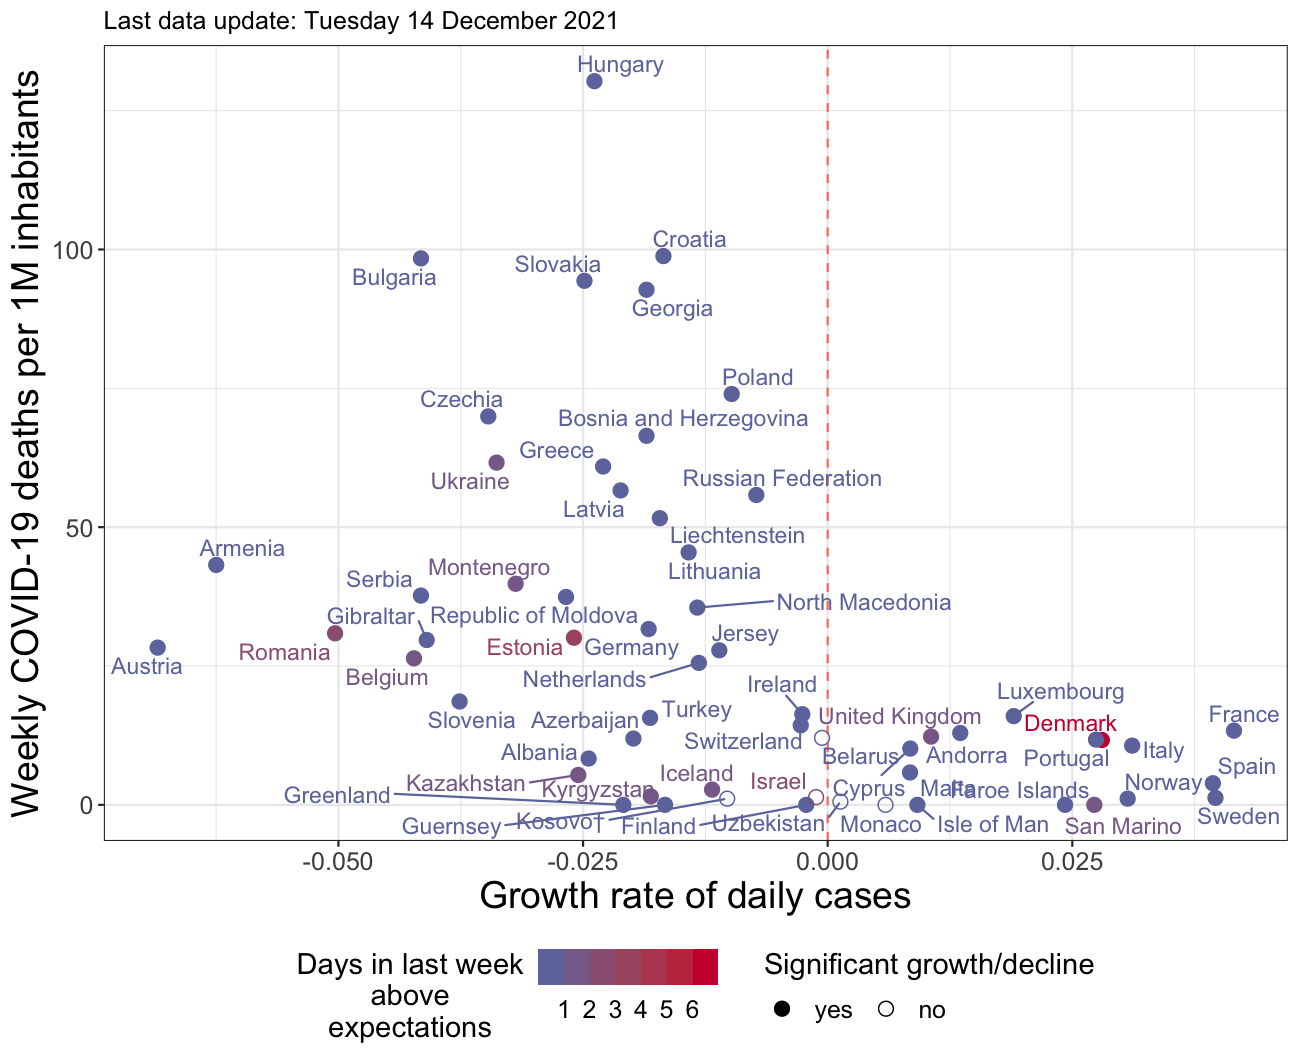 Last data update: Tuesday 14 December 2021
Weekly COVID-19 deaths per 1M inhabitants
100
50
0
Hungary
Croatia
Bulgaria
Slovakia
Georgia
Poland
Czechia
Bosnia and Herzegovina
Greece
Ukraine
Russian Federation
Latvia
Liechtenstein
Armenia
Lithuania
Montenegro
Serbia
North Macedonia
Gibraltar
Republic of Moldova
Jersey
Romania
Estonia
Germany
Austria
Belgium
Netherlands
Ireland
Luxembourg
Slovenia
Azerbaijan
Turkey
United Kingdom
Denmark
France
Switzerland
Albania
Belarus
Andorra
Portugal
Italy
Kazakhstan
Iceland
Israel
Spain
Greenland
Kyrgyzstan
Cyprus
Malta
Faroe Islands
Norway
Guernsey
Kosovo
Finland
Uzbekistan
Monaco
Isle of Man
San Marino
Sweden
-0.050
-0.025
0.000
0.025
Growth rate of daily cases
Days in last week
above
expectations
1 2 3 4 5 6
Significant growth/decline
yes
no